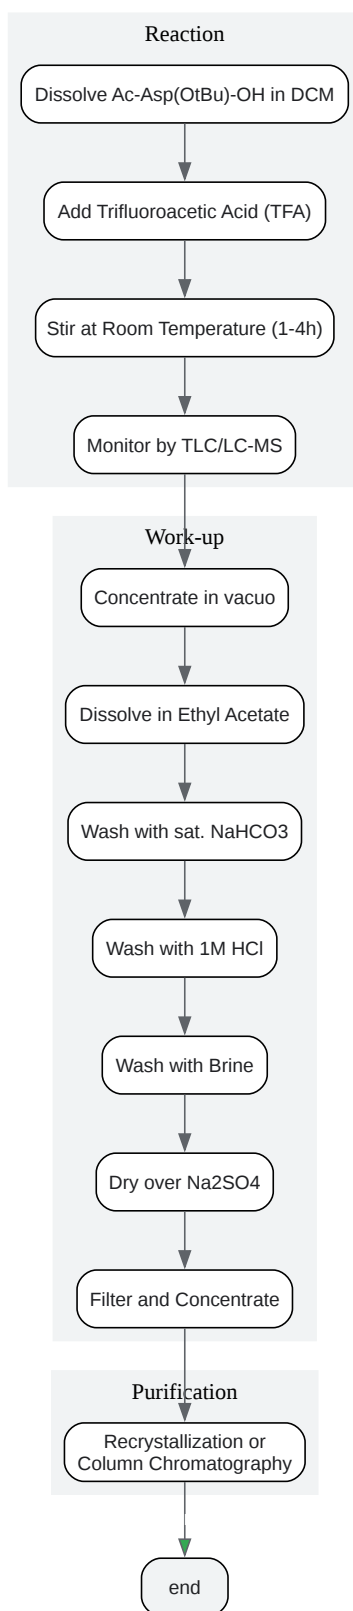 Reaction
Dissolve Ac-Asp(OtBu)-OH in DCM
Add Trifluoroacetic Acid (TFA)
Stir at Room Temperature (1-4h)
Monitor by TLC/LC-MS
Work-up
Concentrate in vacuo
Dissolve in Ethyl Acetate
Wash with sat. NaHCO3
Wash with 1M HCl
Wash with Brine
Dry over Na2SO4
Filter and Concentrate
Purification
Recrystallization or
Column Chromatography
end